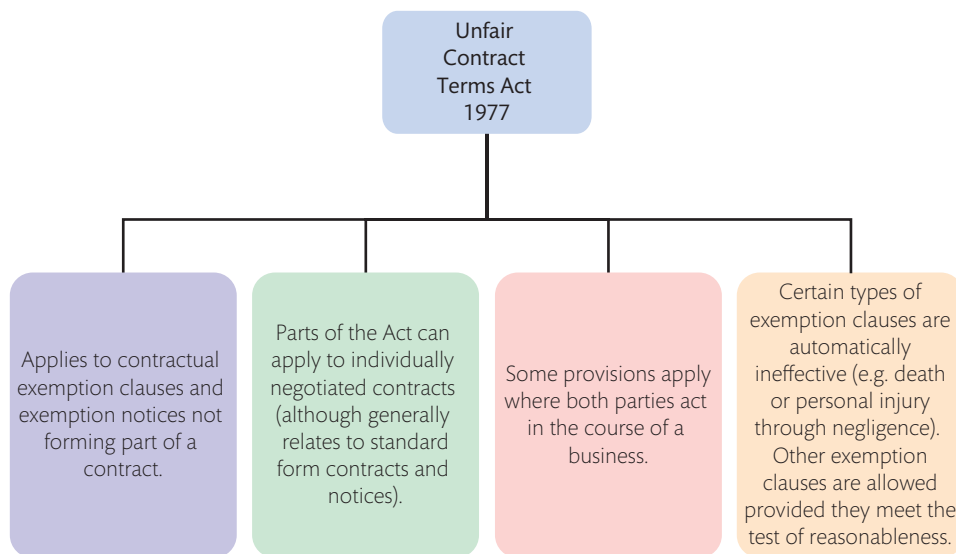 Unfair
Contract
Terms Act
1977
Applies to contractual
exemption clauses and
exemption notices not
forming part of a
contract.
Parts of the Act can
apply to individually
negotiated contracts
(although generally
relates to standard
form contracts and
notices).
Some provisions apply
where both parties act
in the course of a
business.
Certain types of
exemption clauses are
automatically
ineffective (e.g. death
or personal injury
through negligence).
Other exemption
clauses are allowed
provided they meet the
test of reasonableness.